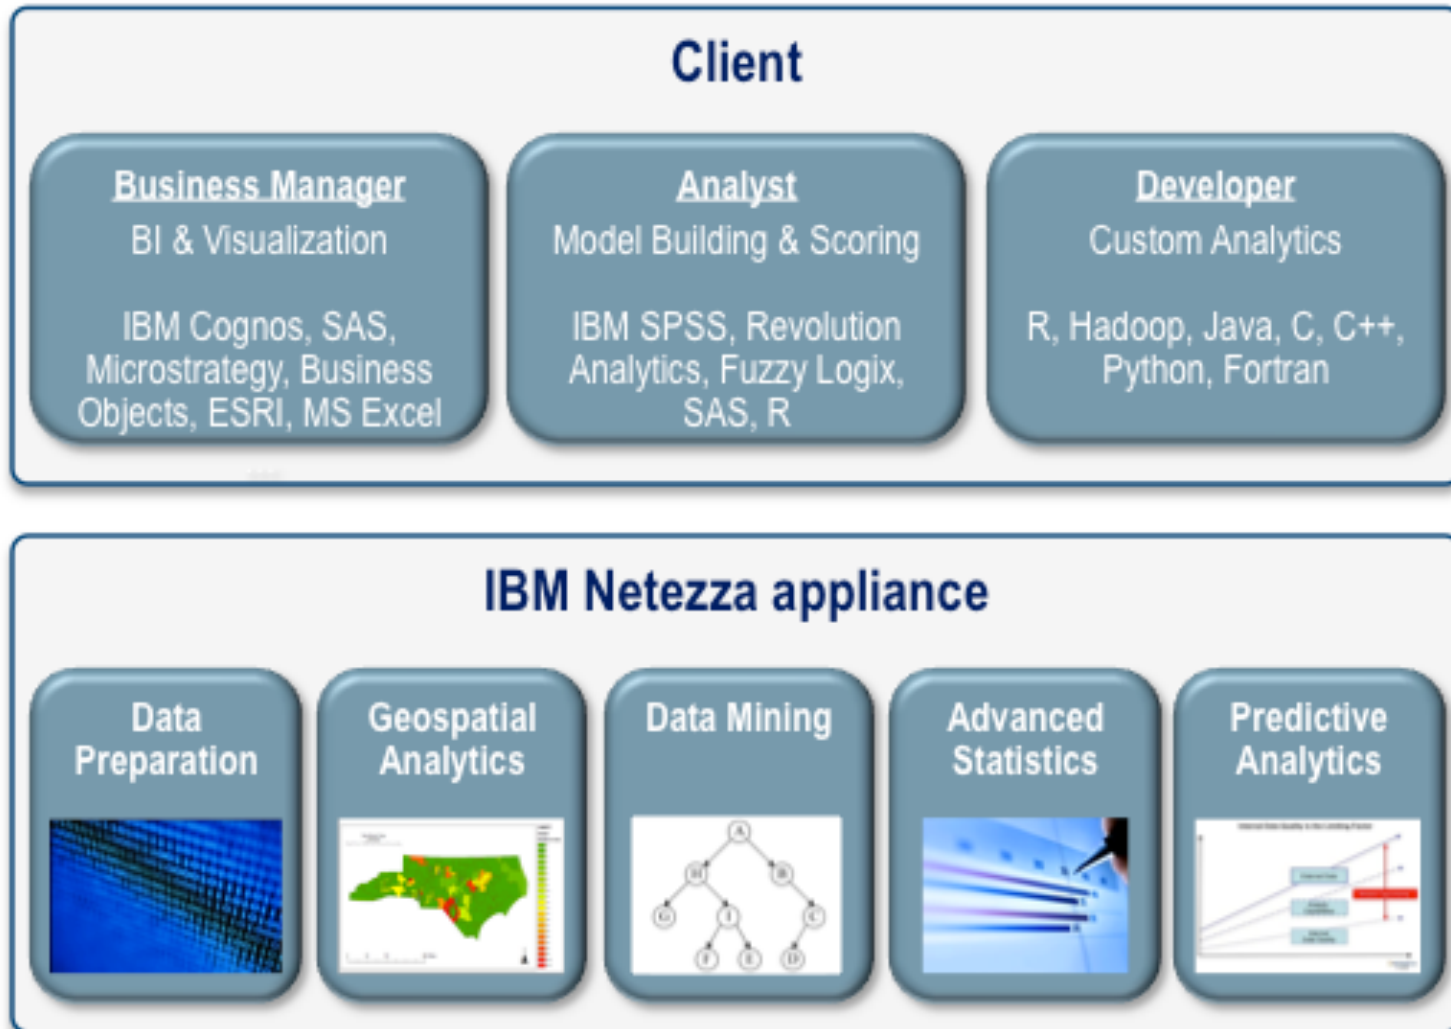 Client
Business Manager
BI & Visualization
IBM Cognos, SAS,
Microstrategy, Business
Objects, ESRI, MS Excel
Analyst
Model Building & Scoring
IBM SPSS, Revolution
Analytics, Fuzzy Logix,
SAS, R
Developer
Custom Analytics
R, Hadoop, Java, C, C++,
Python, Fortran
IBM Netezza appliance
Data
Preparation
Geospatial
Analytics
Data Mining
A
H
B
G
I
C
F
E
D
Advanced
Statistics
Predictive
Analytics